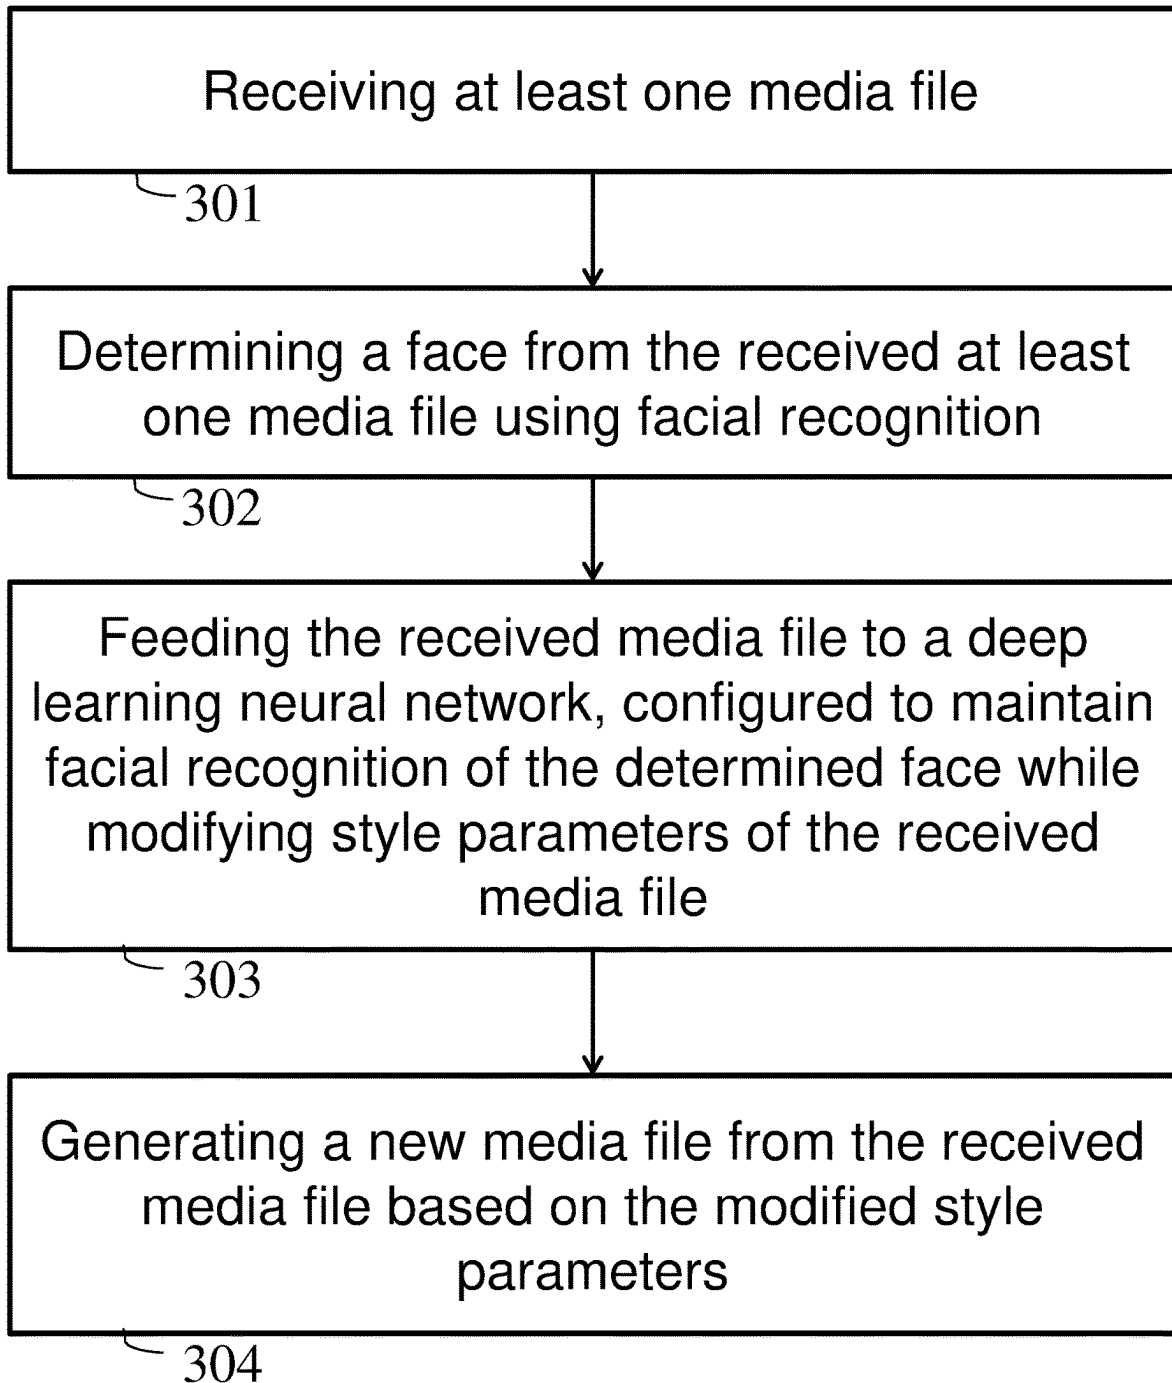 Receiving at least one media file
301
Determining a face from the received at least
one media file using facial recognition
302
Feeding the received media file to a deep
learning neural network, configured to maintain
facial recognition of the determined face while
modifying style parameters of the received
media file
303
Generating a new media file from the received
media file based on the modified style
parameters
304